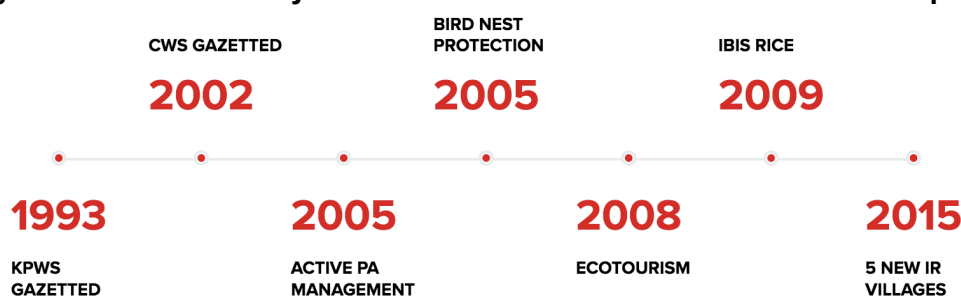 BIRD NEST
PROTECTION
CWS GAZETTED
IBIS RICE
2002
2005
2009
1993
2005
2008
2015
KPWS
GAZETTED
ACTIVE PA
MANAGEMENT
ECOTOURISM
5 NEW IR
VILLAGES